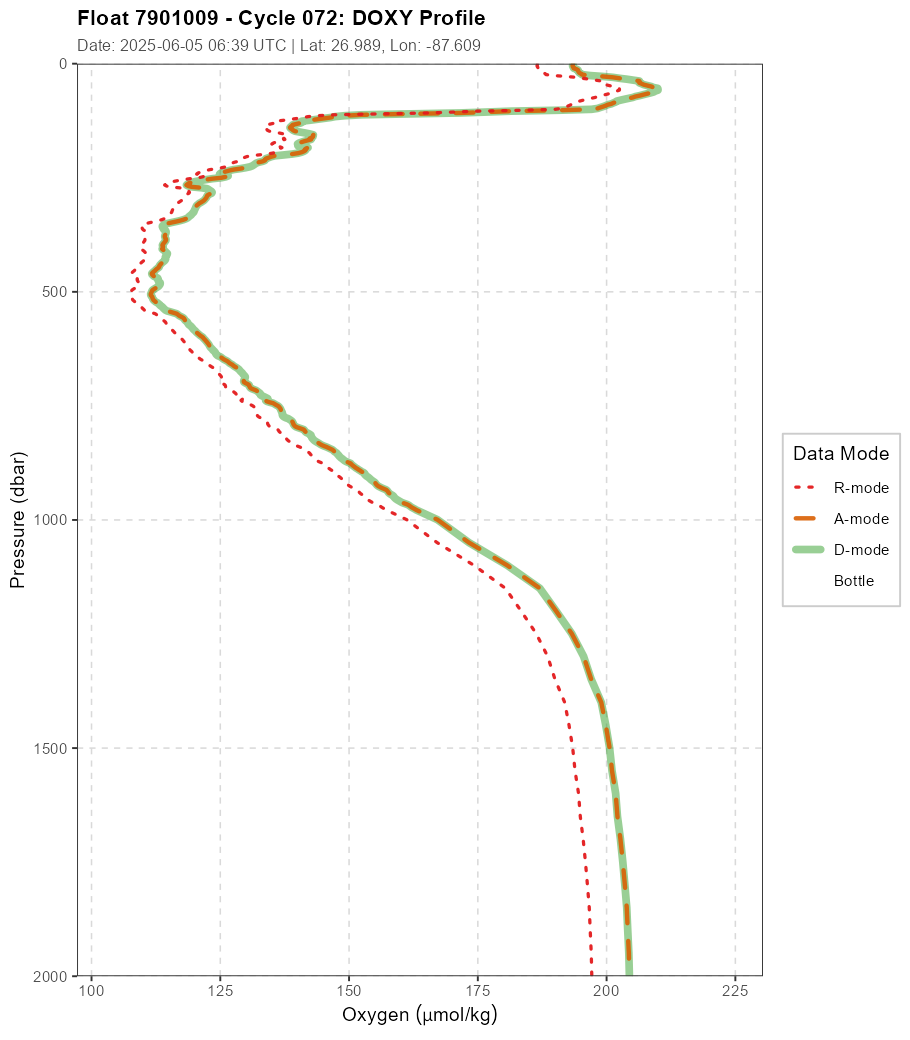 Float 7901009 - Cycle 072: DOXY Profile
Date: 2025-06-05 06:39 UTC | Lat: 26.989, Lon: -87.609
0
500
1000
1500
2000
Pressure (dbar)
100
125
150
175
200
225
Oxygen (μmol/kg)
Data Mode
R-mode
A-mode
D-mode
Bottle